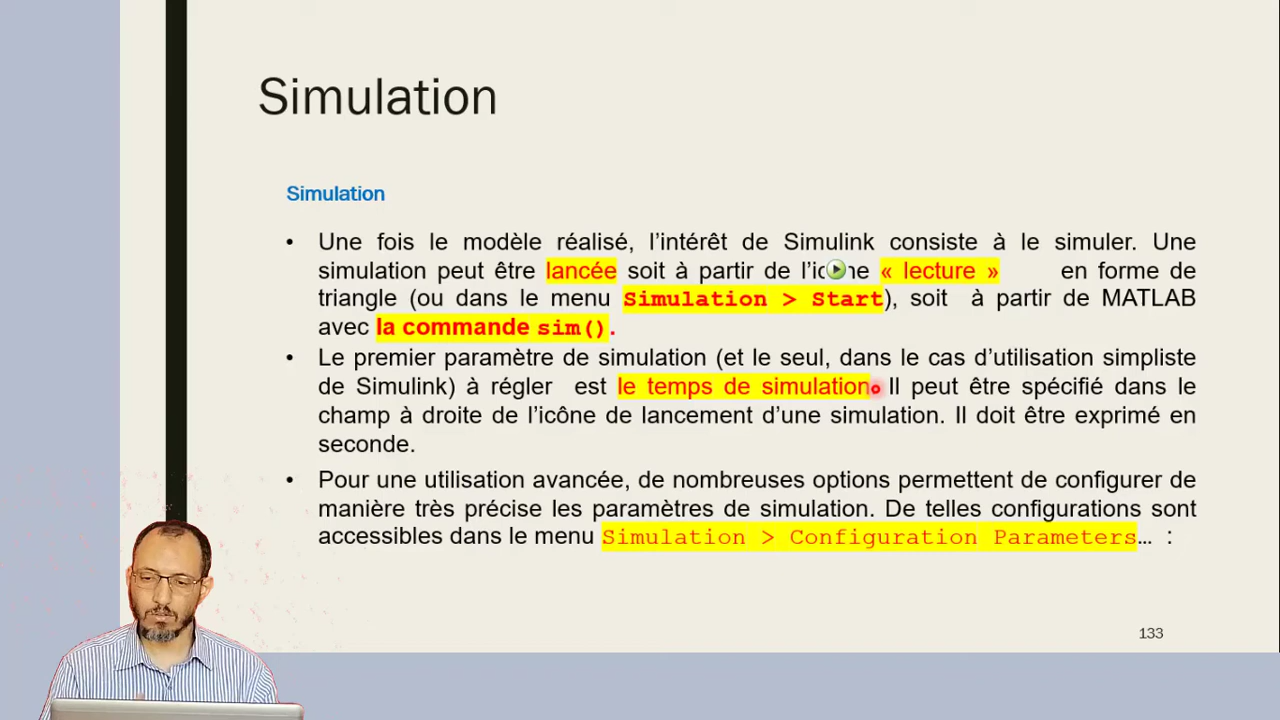 Simulation
Simulation
• Une fois le modèle réalisé, l’intérêt de Simulink consiste à le simuler. Une
simulation peut être lancée soit à partir de l’icône « lecture » en forme de
triangle (ou dans le menu Simulation > Start), soit à partir de MATLAB
avec la commande sim().
• Le premier paramètre de simulation (et le seul, dans le cas d’utilisation simpliste
de Simulink) à régler est le temps de simulation. Il peut être spécifié dans le
champ à droite de l’icône de lancement d’une simulation. Il doit être exprimé en
seconde.
• Pour une utilisation avancée, de nombreuses options permettent de configurer de
manière très précise les paramètres de simulation. De telles configurations sont
accessibles dans le menu Simulation > Configuration Parameters… :
133